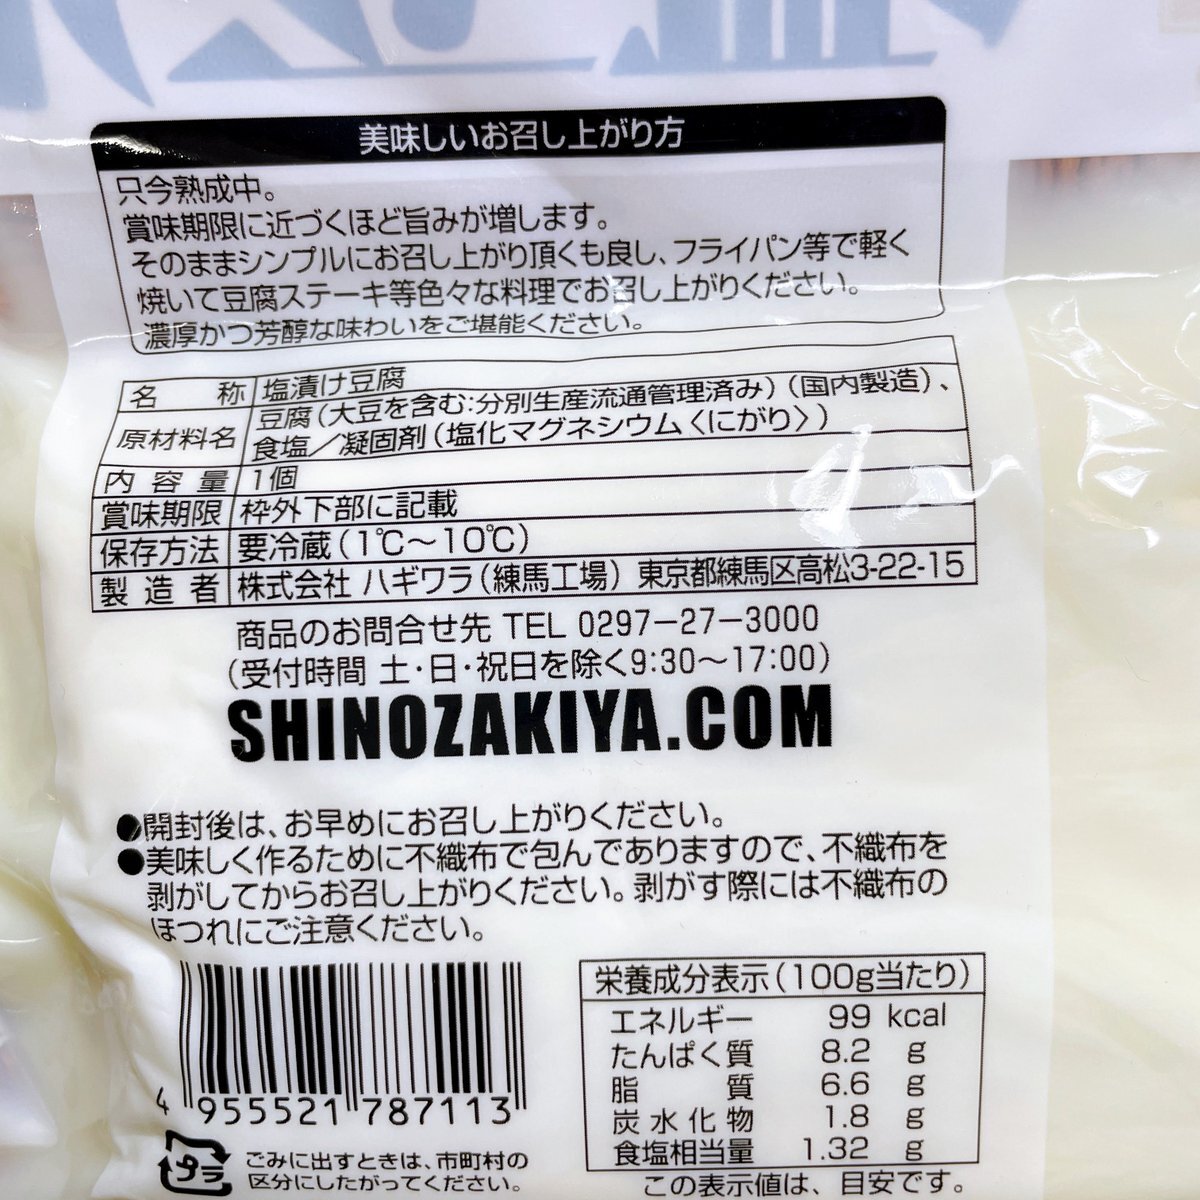 美味しいお召し上がり方
只今熟成中。
賞味期限に近づくほど旨みが増します。
そのままシンプルにお召し上がり頂くも良し、フライパン等で軽く
焼いて豆腐ステーキ等色々な料理でお召し上がりください。
濃厚かつ芳醇な味わいをご堪能ください。
名 称 塩漬け豆腐
原材料名 豆腐(大豆を含む:分別生産流通管理済み)(国内製造)、
食塩/凝固剤(塩化マグネシウム〈にがり〉)
内容量 1個
賞味期限 枠外下部に記載
保存方法 要冷蔵(1℃〜10℃)
製造者 株式会社 ハギワラ(練馬工場) 東京都練馬区高松3-22-15
商品のお問合せ先 TEL 0297-27-3000
(受付時間 土・日・祝日を除く9:30〜17:00)
SHINOZAKIYA.COM
●開封後は、お早めにお召し上がりください。
●美味しく作るために不織布で包んでありますので、不織布を
剥がしてからお召し上がりください。剥がす際には不織布の
ほつれにご注意ください。
4 955521 787113
プラ
ごみに出すときは、市町村の
区分にしたがってください。
栄養成分表示(100g当たり)
エネルギー 99 kcal
たんぱく質 8.2 g
脂質 6.6 g
炭水化物 1.8 g
食塩相当量 1.32 g
この表示値は、目安です。